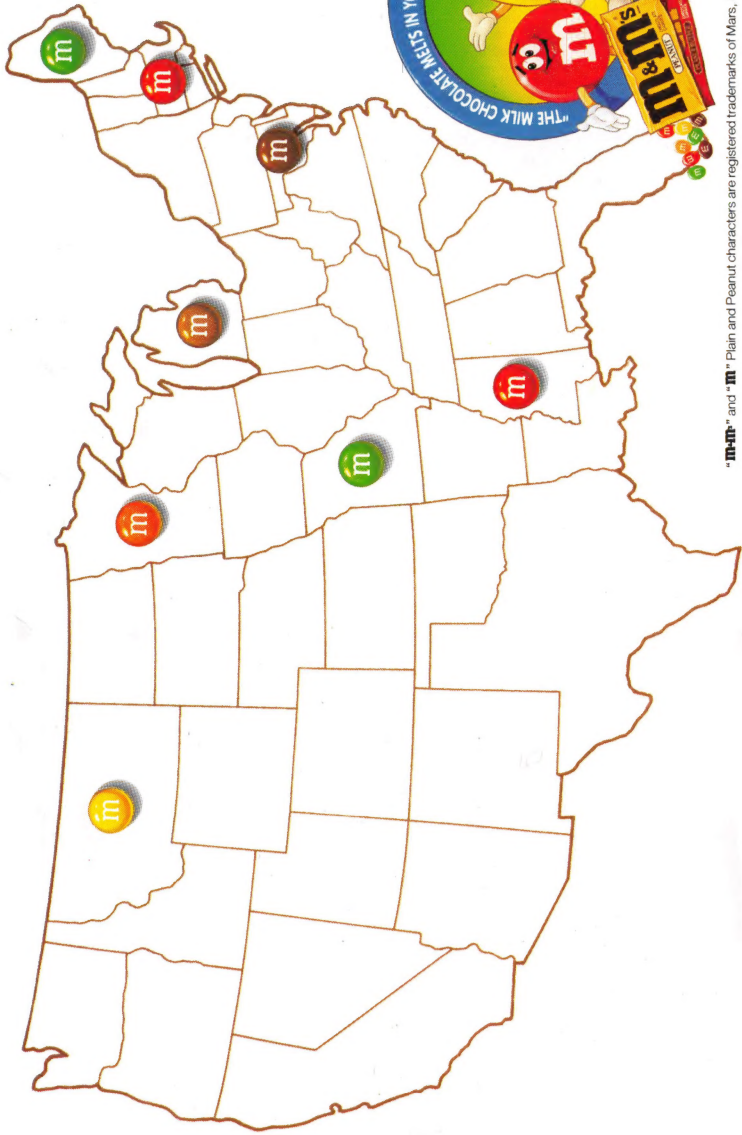 m
m
m
m
m
m
m
m
"THE MILK CHOCOLATE MELTS IN Y
m
m&m's
PEANUT
"m&m's" and "m" Plain and Peanut characters are registered trademarks of Mars,